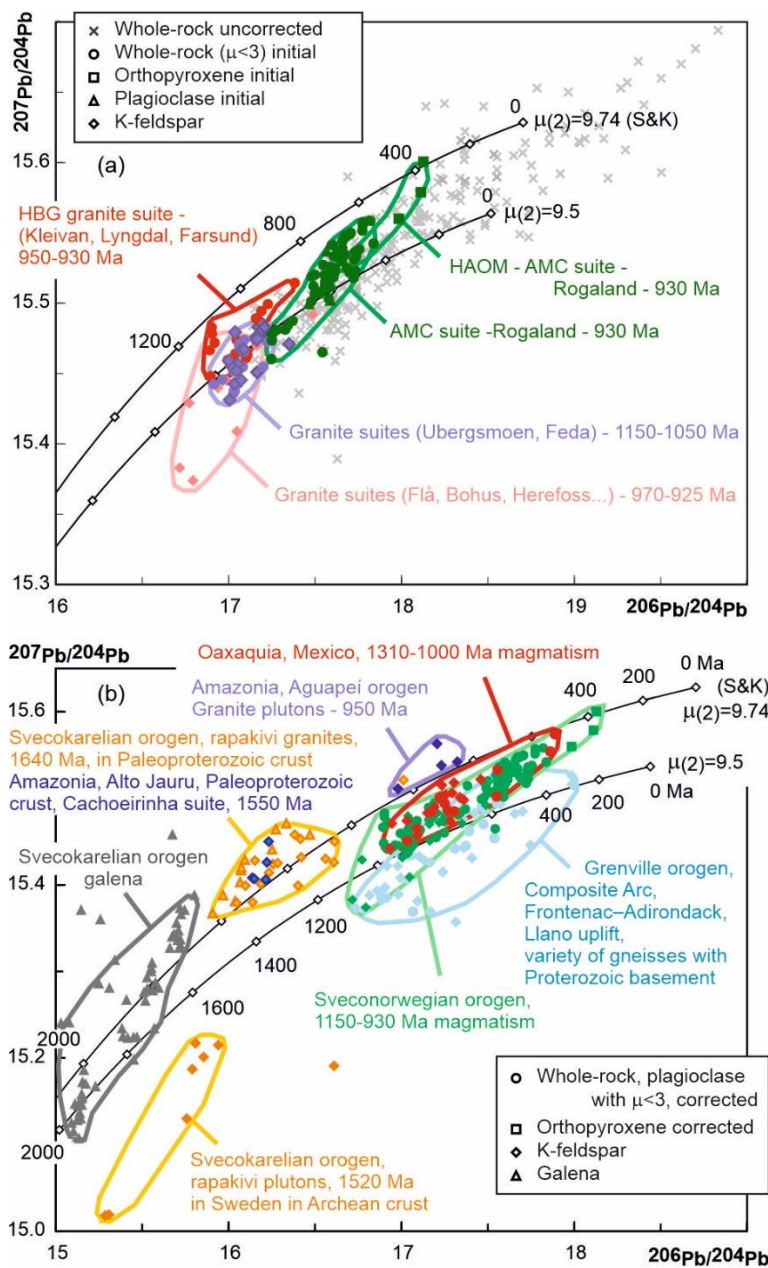 207Pb/204Pb
× Whole-rock uncorrected
Whole-rock (μ<3) initial
Orthopyroxene initial
Plagioclase initial
K-feldspar
0
μ(2)=9.74 (S&K)
15.6
(a)
400
0
μ(2)=9.5
HBG granite suite -
(Kleivan, Lyngdal, Farsund)
950-930 Ma
800
HAOM - AMC suite -
Rogaland - 930 Ma
15.5
AMC suite -Rogaland - 930 Ma
1200
15.4
Granite suites (Ubergsmoen, Feda) - 1150-1050 Ma
Granite suites (Flå, Bohus, Herefoss...) - 970-925 Ma
15.3
16
17
18
19
206Pb/204Pb
207Pb/204Pb
(b)
Oaxaquia, Mexico, 1310-1000 Ma magmatism
15.6
Amazonia, Aguapeí orogen
Granite plutons - 950 Ma
400
200
0 Ma
(S&K)
μ(2)=9.74
Svecokarelian orogen, rapakivi granites,
1640 Ma, in Paleoproterozoic crust
Amazonia, Alto Jauru, Paleoproterozoic
crust, Cachoeirinha suite, 1550 Ma
μ(2)=9.5
400
200
0 Ma
Svecokarelian orogen
galena
15.4
1200
1400
1600
Grenville orogen,
Composite Arc,
Frontenac–Adirondack,
Llano uplift,
variety of gneisses with
Proterozoic basement
Sveconorwegian orogen,
1150-930 Ma magmatism
2000
15.2
2000
Whole-rock, plagioclase
with μ<3, corrected
Orthopyroxene corrected
K-feldspar
Galena
Svecokarelian orogen,
rapakivi plutons, 1520 Ma
in Sweden in Archean crust
15.0
15
16
17
18
206Pb/204Pb